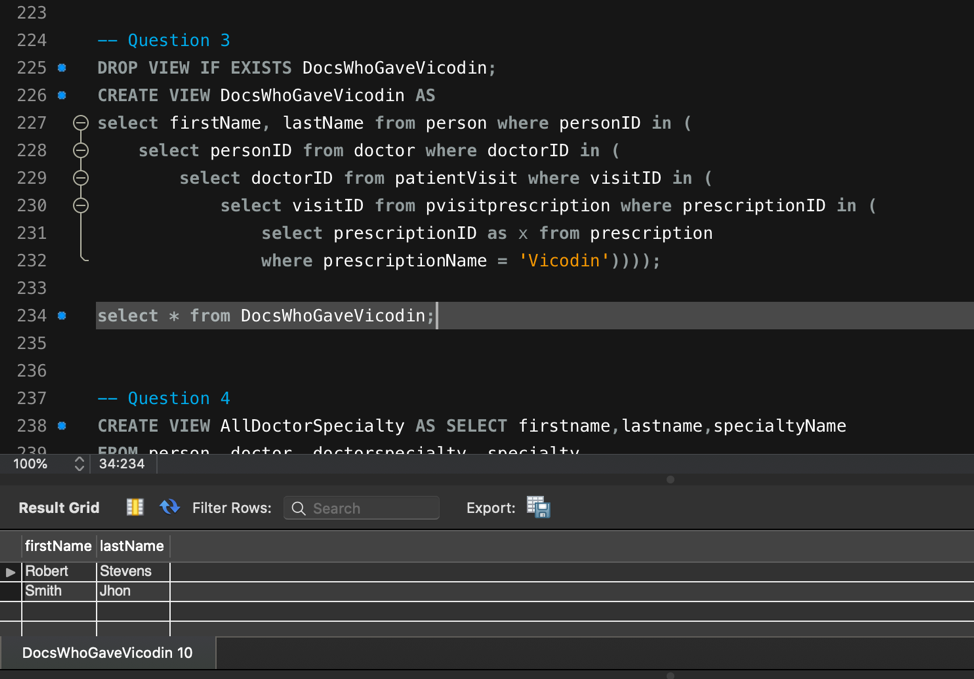 223
224 -- Question 3
225 DROP VIEW IF EXISTS DocsWhoGaveVicodin;
226 CREATE VIEW DocsWhoGaveVicodin AS
227 select firstName, lastName from person where personID in (
228 select personID from doctor where doctorID in (
229 select doctorID from patientVisit where visitID in (
230 select visitID from pvisitprescription where prescriptionID in (
231 select prescriptionID as x from prescription
232 where prescriptionName = 'Vicodin'))));
233
234 select * from DocsWhoGaveVicodin;
235
236
237 -- Question 4
238 CREATE VIEW AllDoctorSpecialty AS SELECT firstname,lastname,specialtyName
239 FROM person, doctor, doctorspecialty, specialty
100% 34:234
Result Grid Filter Rows: Search Export:
firstName lastName
Robert Stevens
Smith Jhon
DocsWhoGaveVicodin 10